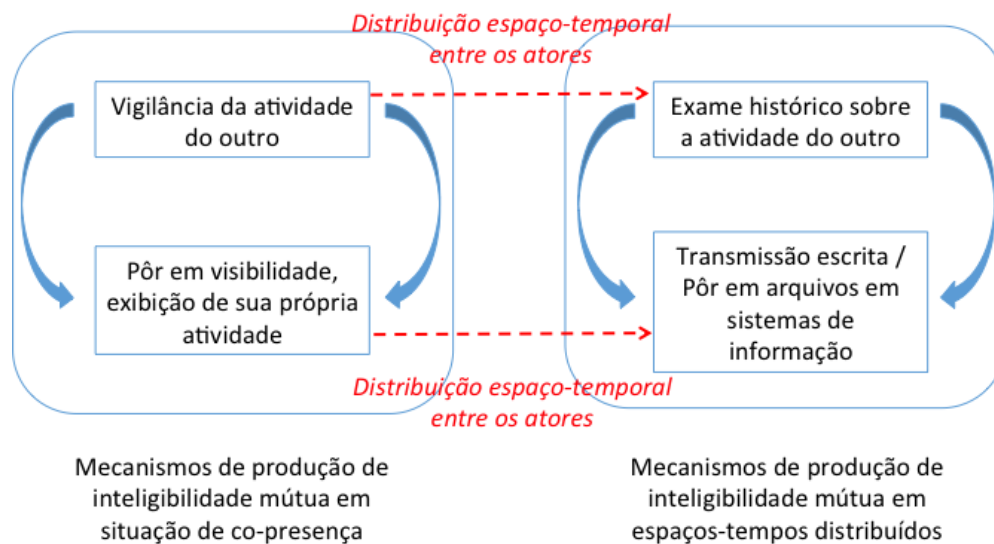 Distribuição espaço-temporal
entre os atores
Vigilância da atividade
do outro
Exame histórico sobre
a atividade do outro
Pôr em visibilidade,
exibição de sua própria
atividade
Transmissão escrita /
Pôr em arquivos em
sistemas de
informação
Distribuição espaço-temporal
entre os atores
Mecanismos de produção de
inteligibilidade mútua em
situação de co-presença
Mecanismos de produção de
inteligibilidade mútua em
espaços-tempos distribuídos